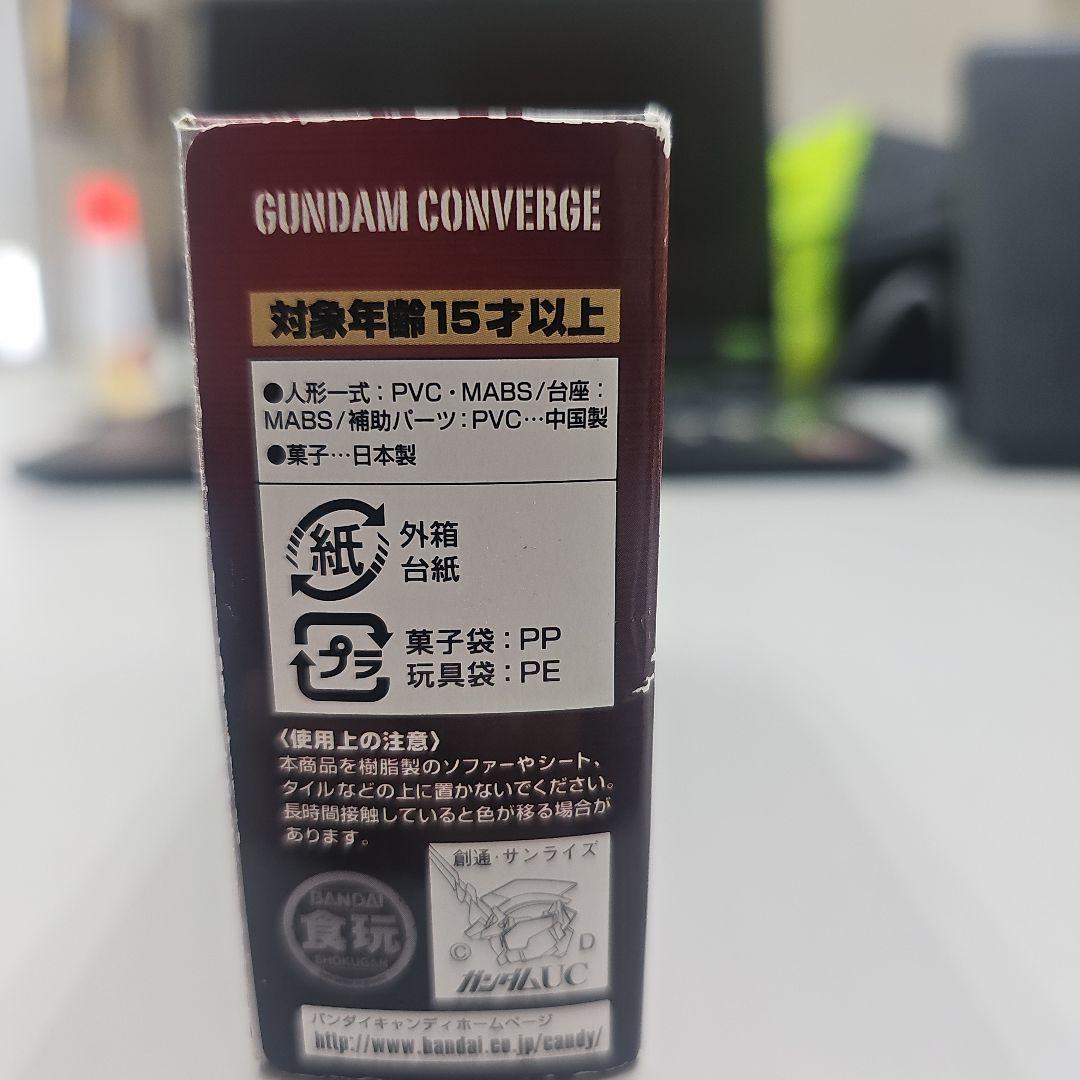 GUNDAM CONVERGE
対象年齢15才以上
●人形一式：PVC・MABS/台座：
MABS/補助パーツ：PVC…中国製
●菓子…日本製
紙
外箱
台紙
プラ
菓子袋：PP
玩具袋：PE
〈使用上の注意〉
本商品を樹脂製のソファーやシート、
タイルなどの上に置かないでください。
長時間接触していると色が移る場合が
あります。
創通・サンライズ
BANDAI
食玩
SHOKUGAN
C D
ガンダムUC
バンダイキャンディホームページ
http://www.bandai.co.jp/candy/